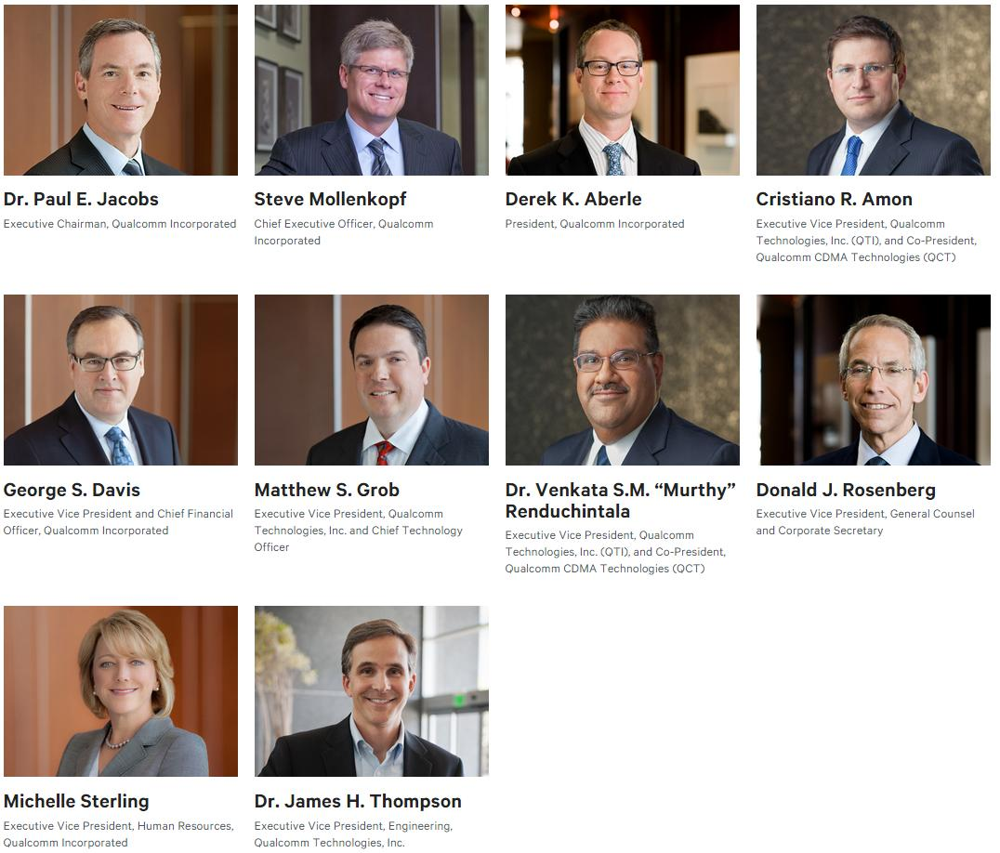 Dr. Paul E. Jacobs
Executive Chairman, Qualcomm Incorporated
Steve Mollenkopf
Chief Executive Officer, Qualcomm
Incorporated
Derek K. Aberle
President, Qualcomm Incorporated
Cristiano R. Amon
Executive Vice President, Qualcomm
Technologies, Inc. (QTI), and Co-President,
Qualcomm CDMA Technologies (QCT)
George S. Davis
Executive Vice President and Chief Financial
Officer, Qualcomm Incorporated
Matthew S. Grob
Executive Vice President, Qualcomm
Technologies, Inc. and Chief Technology
Officer
Dr. Venkata S.M. “Murthy”
Renduchintala
Executive Vice President, Qualcomm
Technologies, Inc. (QTI), and Co-President,
Qualcomm CDMA Technologies (QCT)
Donald J. Rosenberg
Executive Vice President, General Counsel
and Corporate Secretary
Michelle Sterling
Executive Vice President, Human Resources,
Qualcomm Incorporated
Dr. James H. Thompson
Executive Vice President, Engineering,
Qualcomm Technologies, Inc.